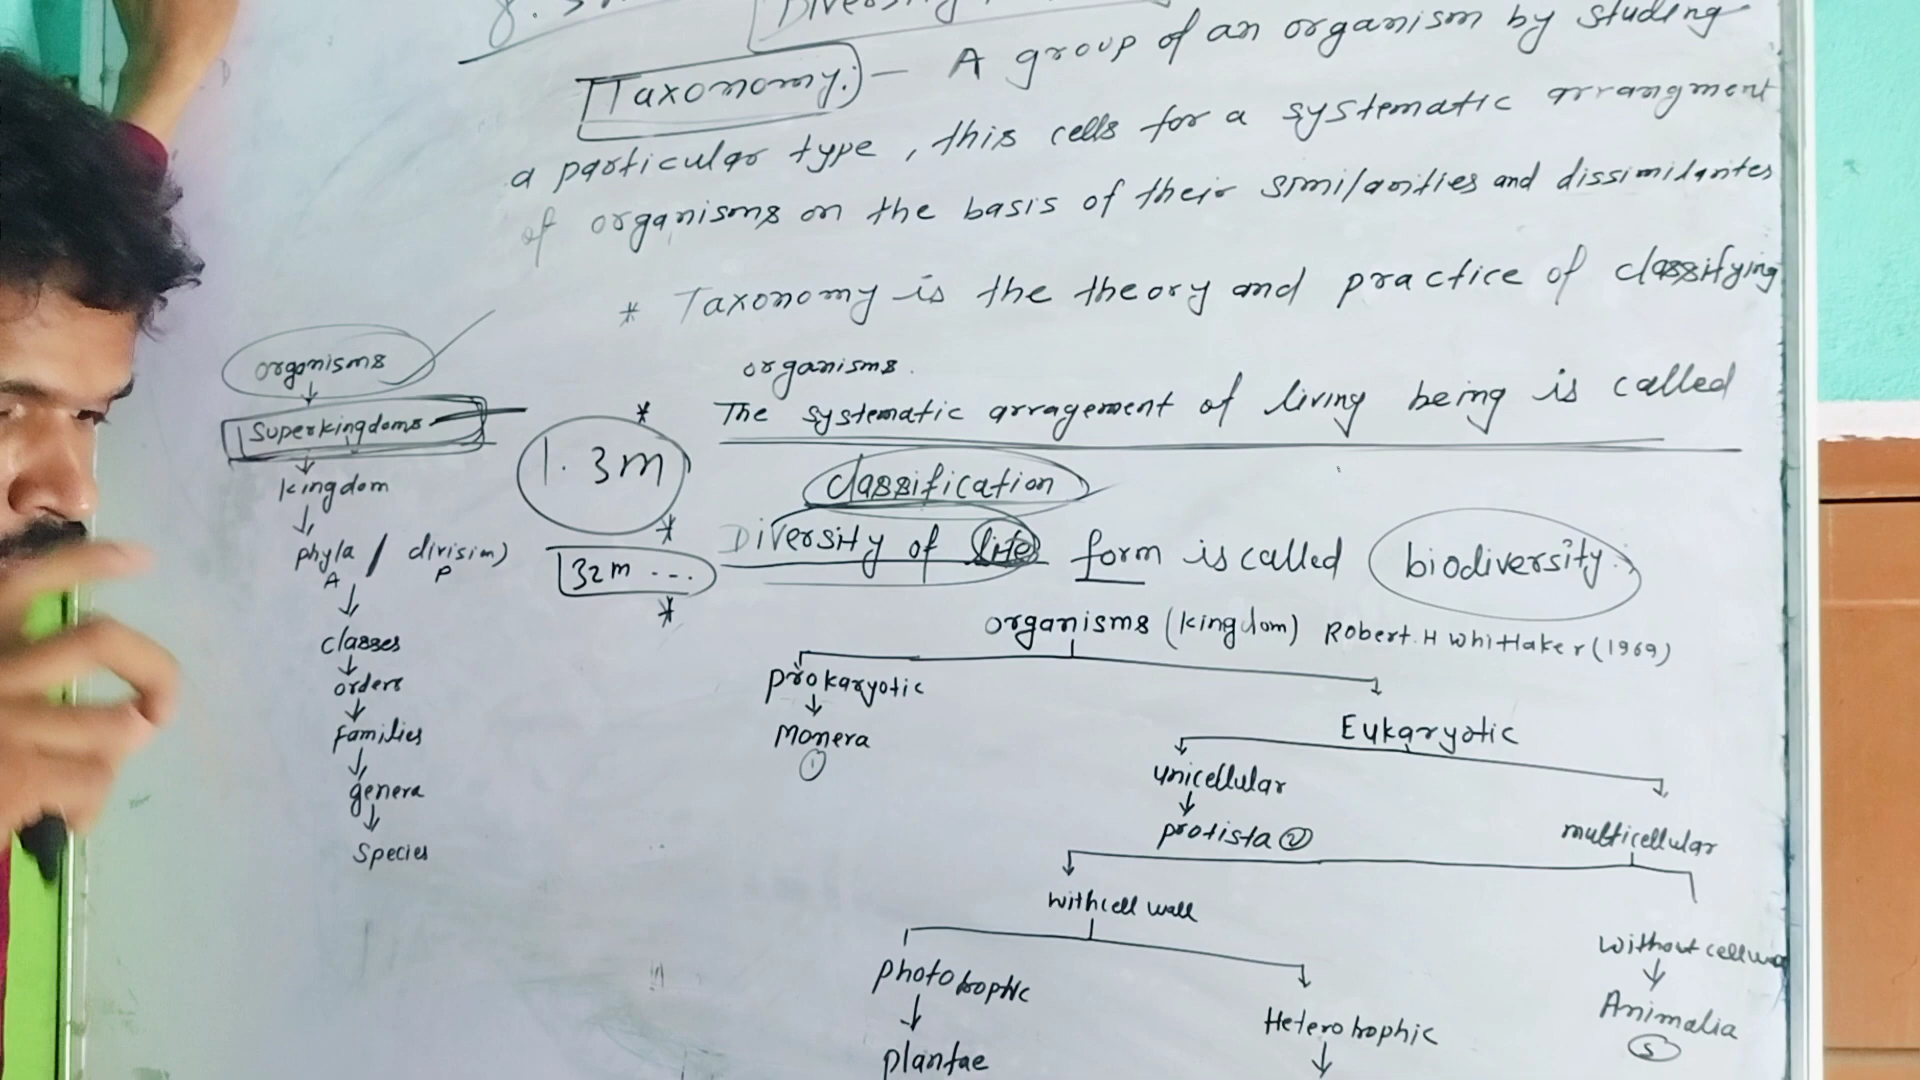 8.
Diversity
Taxonomy:- A group of an organism by studing
a particular type, this cells for a systematic arrangment
of organisms on the basis of their similarities and dissimilarites
* Taxonomy is the theory and practice of classifying
organisms.
* The systematic arragement of living being is called
classification
* Diversity of life form is called biodiversity.
* organisms (kingdom) Robert.H Whittaker (1969)
prokaryotic
Monera
1
Eukaryotic
unicellular
protista 2
multicellular
withcell wall
without cellwa
Animalia
5
phototrophic
plantae
Heterotrophic
organisms
Superkingdoms
kingdom
phyla / division)
A P
classes
orders
families
genera
Species
1.3m
32m ...